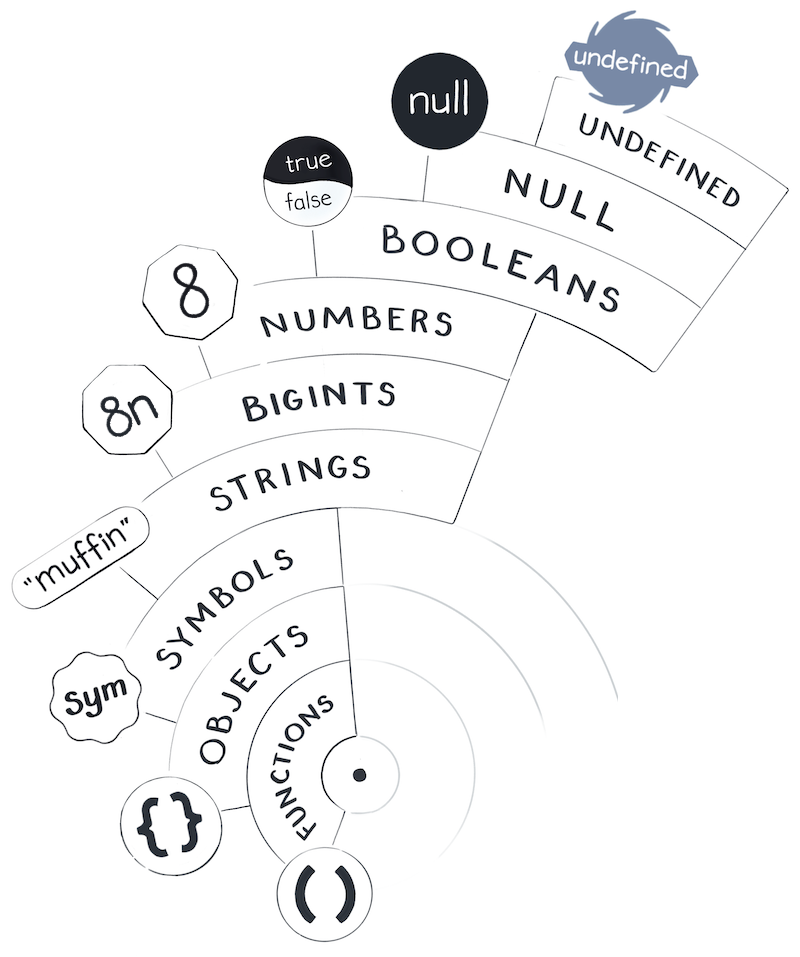 undefined
UNDEFINED
null
NULL
true
false
BOOLEANS
8
NUMBERS
8n
BIGINTS
"muffin"
STRINGS
sym
SYMBOLS
{}
OBJECTS
()
FUNCTIONS